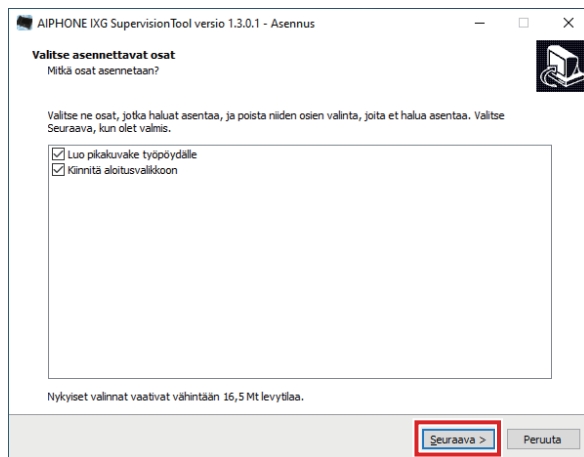 AIPHONE IXG SupervisionTool versio 1.3.0.1 - Asennus
Valitse asennettavat osat
Mitkä osat asennetaan?
Valitse ne osat, jotka haluat asentaa, ja poista niiden osien valinta, joita et halua asentaa. Valitse
Seuraava, kun olet valmis.
Luo pikakuvake työpöydälle
Kiinnitä aloitusvalikkoon
Nykyiset valinnat vaativat vähintään 16,5 Mt levytilaa.
Seuraava >
Peruuta